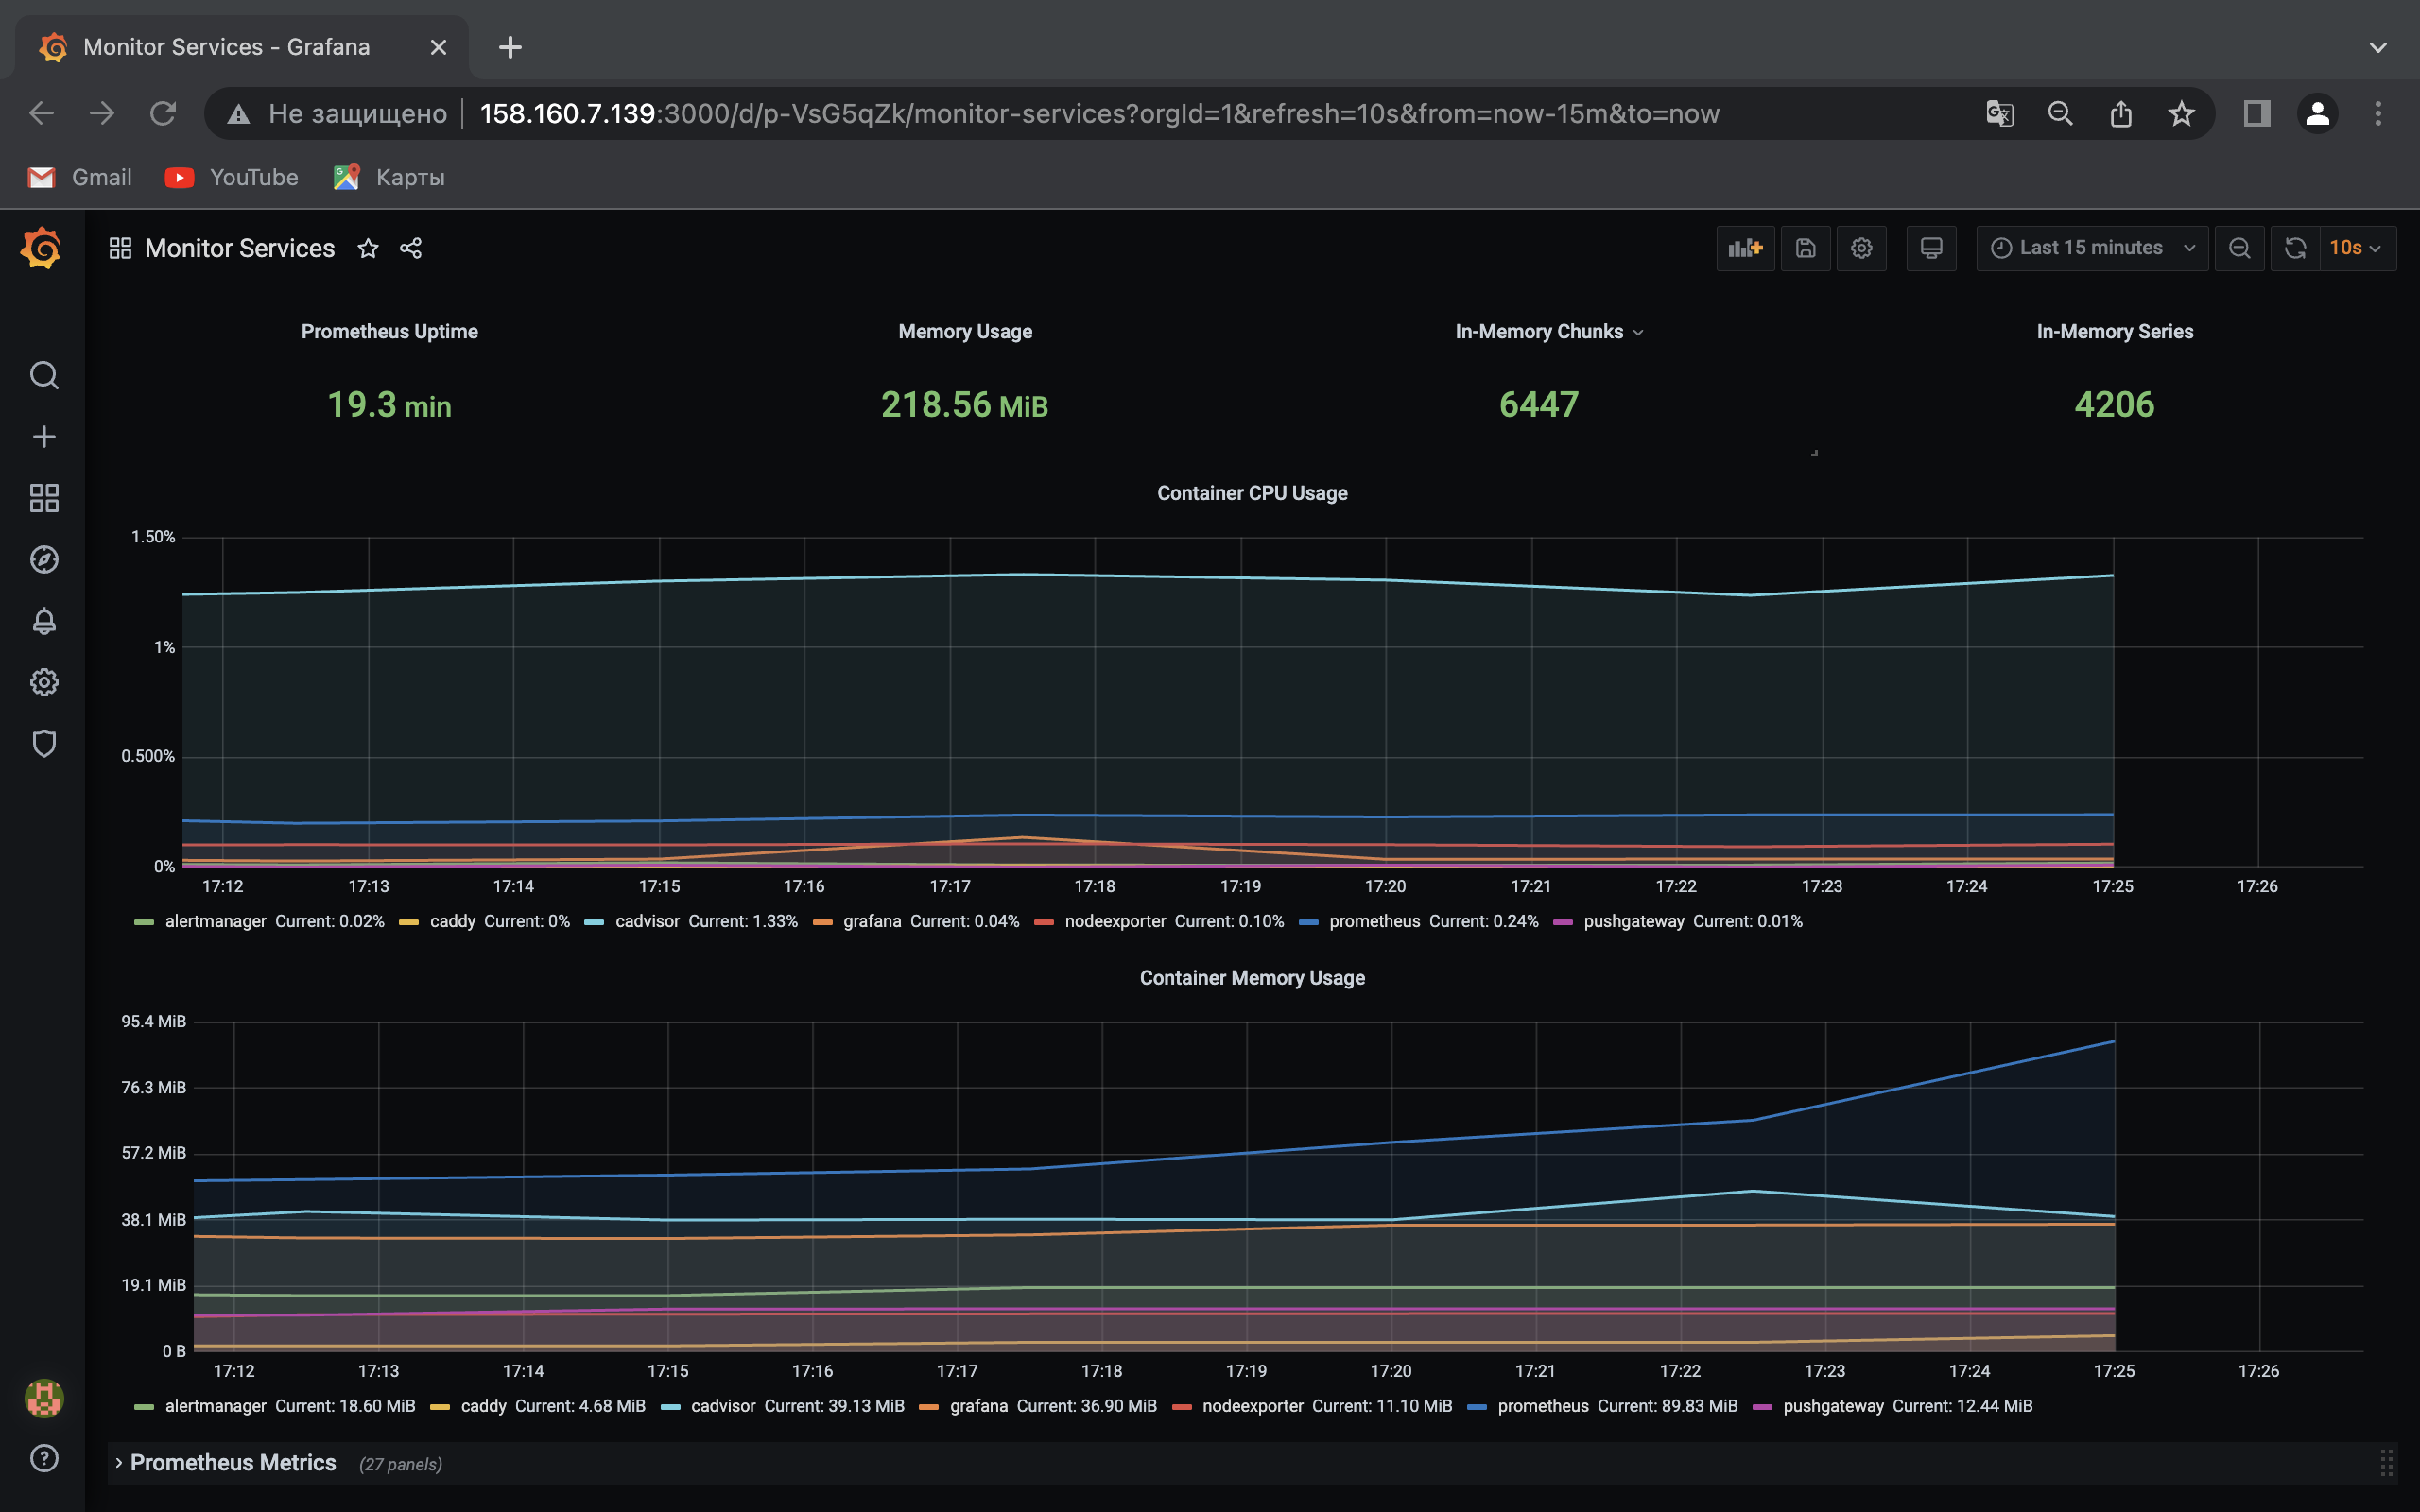 Monitor Services - Grafana
Не защищено 158.160.7.139:3000/d/p-VsG5qZk/monitor-services?orgId=1&refresh=10s&from=now-15m&to=now
Gmail YouTube Карты
Monitor Services Last 15 minutes 10s
Prometheus Uptime Memory Usage In-Memory Chunks In-Memory Series
19.3 min 218.56 MiB 6447 4206
Container CPU Usage
1.50%
1%
0.500%
0%
17:12 17:13 17:14 17:15 17:16 17:17 17:18 17:19 17:20 17:21 17:22 17:23 17:24 17:25 17:26
alertmanager Current: 0.02% caddy Current: 0% cadvisor Current: 1.33% grafana Current: 0.04% nodeexporter Current: 0.10% prometheus Current: 0.24% pushgateway Current: 0.01%
Container Memory Usage
95.4 MiB
76.3 MiB
57.2 MiB
38.1 MiB
19.1 MiB
0 B
17:12 17:13 17:14 17:15 17:16 17:17 17:18 17:19 17:20 17:21 17:22 17:23 17:24 17:25 17:26
alertmanager Current: 18.60 MiB caddy Current: 4.68 MiB cadvisor Current: 39.13 MiB grafana Current: 36.90 MiB nodeexporter Current: 11.10 MiB prometheus Current: 89.83 MiB pushgateway Current: 12.44 MiB
Prometheus Metrics (27 panels)